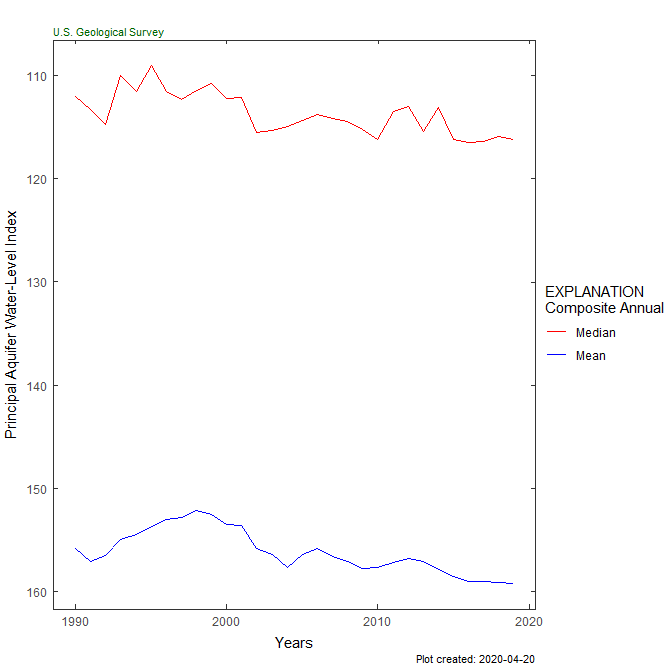 U.S. Geological Survey
110
120
130
140
150
160
Principal Aquifer Water-Level Index
1990
2000
2010
2020
Years
EXPLANATION
Composite Annual
Median
Mean
Plot created: 2020-04-20